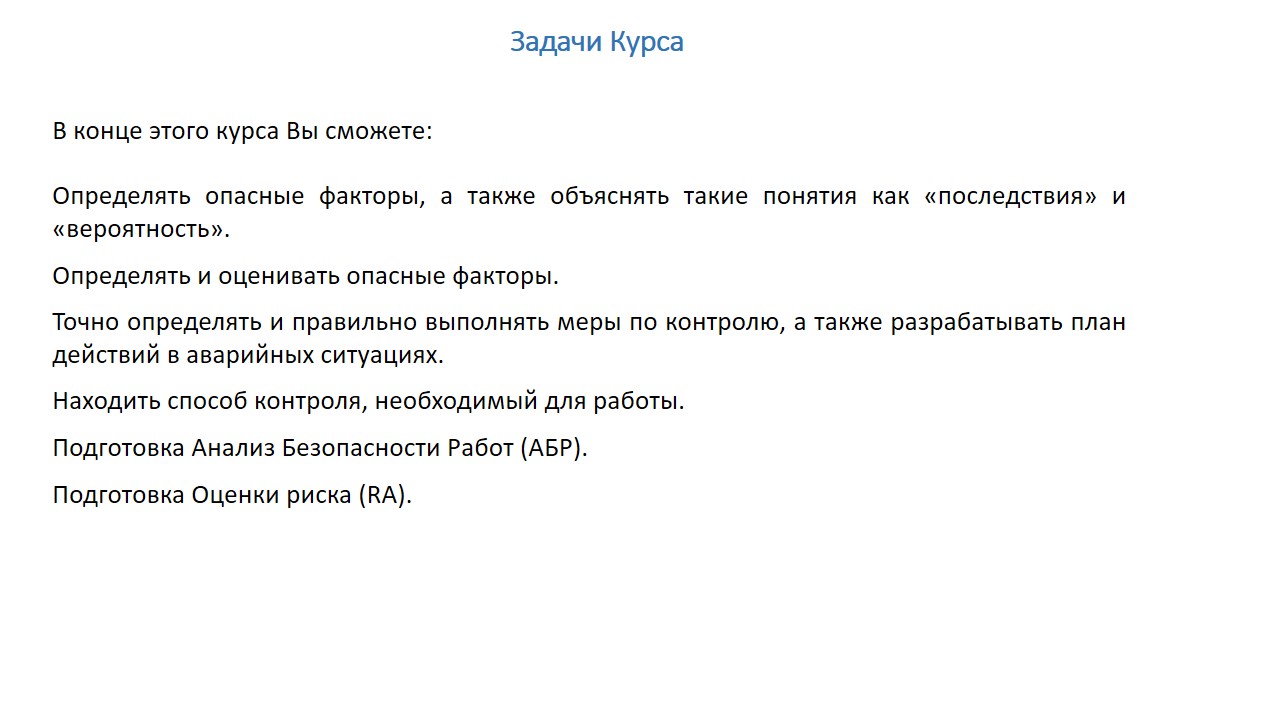 Задачи Курса
В конце этого курса Вы сможете:
Определять опасные факторы, а также объяснять такие понятия как «последствия» и
«вероятность».
Определять и оценивать опасные факторы.
Точно определять и правильно выполнять меры по контролю, а также разрабатывать план
действий в аварийных ситуациях.
Находить способ контроля, необходимый для работы.
Подготовка Анализ Безопасности Работ (АБР).
Подготовка Оценки риска (RA).